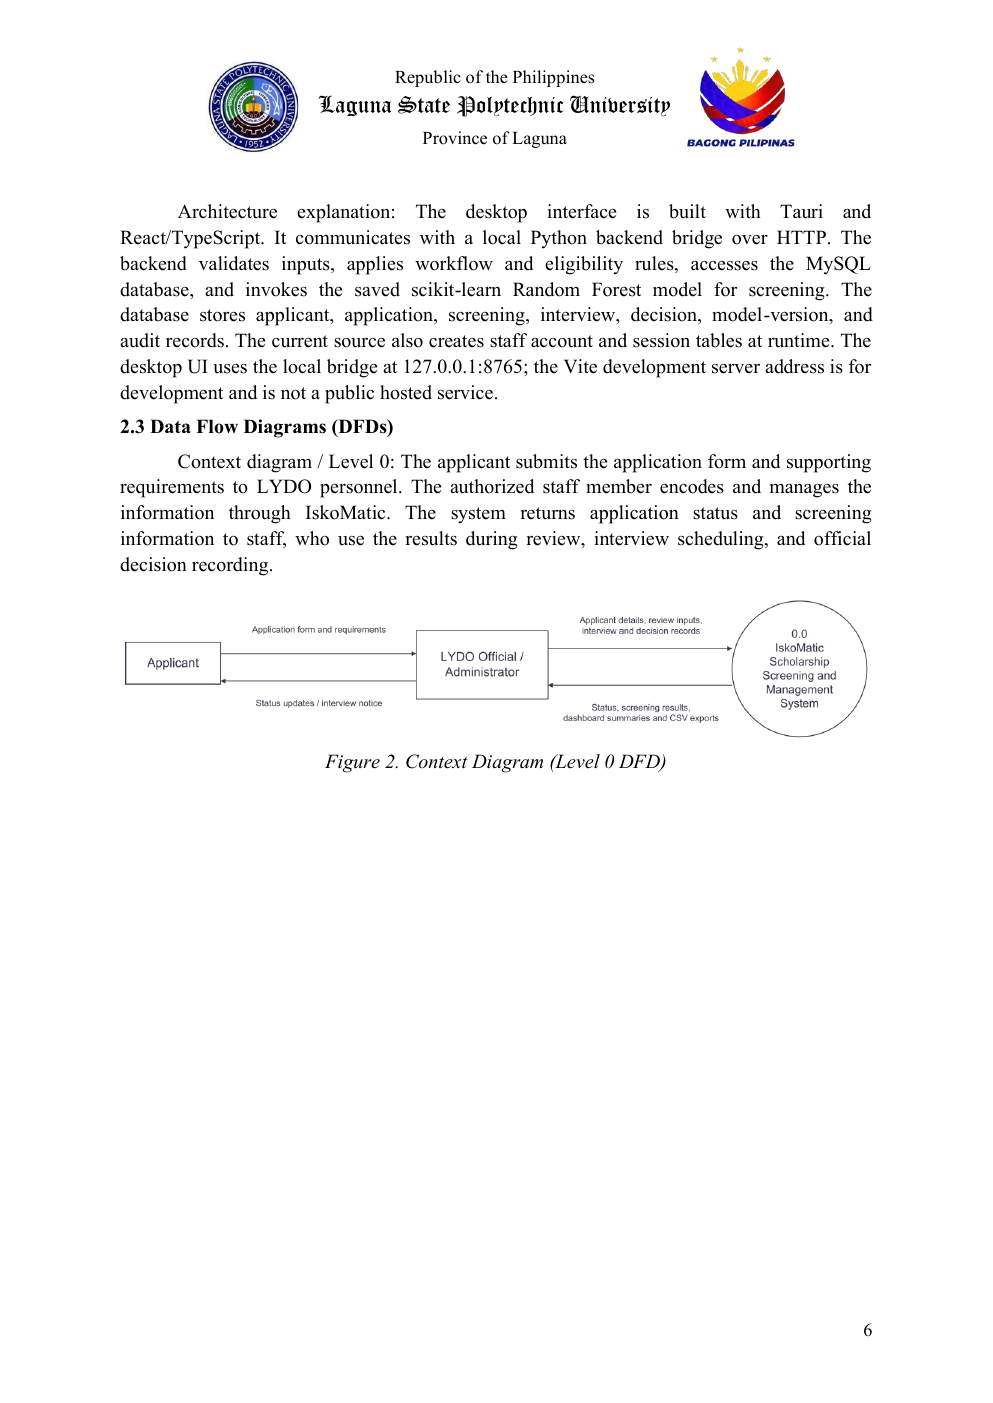 Republic of the Philippines
Laguna State Polytechnic University
Province of Laguna
LAGUNA STATE POLYTECHNIC UNIVERSITY
1952
BAGONG PILIPINAS
Architecture explanation: The desktop interface is built with Tauri and
React/TypeScript. It communicates with a local Python backend bridge over HTTP. The
backend validates inputs, applies workflow and eligibility rules, accesses the MySQL
database, and invokes the saved scikit-learn Random Forest model for screening. The
database stores applicant, application, screening, interview, decision, model-version, and
audit records. The current source also creates staff account and session tables at runtime. The
desktop UI uses the local bridge at 127.0.0.1:8765; the Vite development server address is for
development and is not a public hosted service.
2.3 Data Flow Diagrams (DFDs)
Context diagram / Level 0: The applicant submits the application form and supporting
requirements to LYDO personnel. The authorized staff member encodes and manages the
information through IskoMatic. The system returns application status and screening
information to staff, who use the results during review, interview scheduling, and official
decision recording.
Applicant
Application form and requirements
Status updates / interview notice
LYDO Official /
Administrator
Applicant details, review inputs,
interview and decision records
Status, screening results,
dashboard summaries and CSV exports
0.0
IskoMatic
Scholarship
Screening and
Management
System
Figure 2. Context Diagram (Level 0 DFD)
6